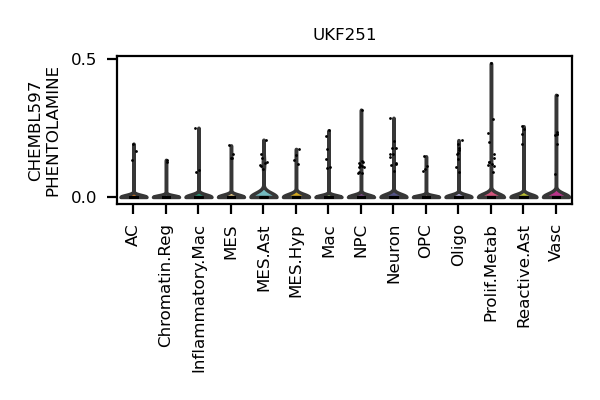 UKF251
CHEMBL597
PHENTOLAMINE
0.5
0.0
AC
Chromatin.Reg
Inflammatory.Mac
MES
MES.Ast
MES.Hyp
Mac
NPC
Neuron
OPC
Oligo
Prolif.Metab
Reactive.Ast
Vasc